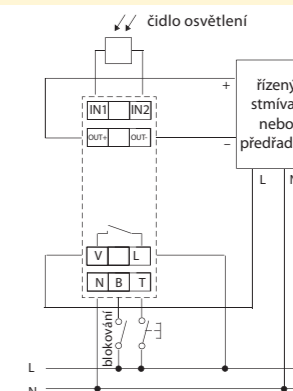 čidlo osvětlení
IN1 IN2
OUT+ OUT-
+
−
řízený
stmíva
nebo
předřad
L N
V L
N B T
blokování
L
N